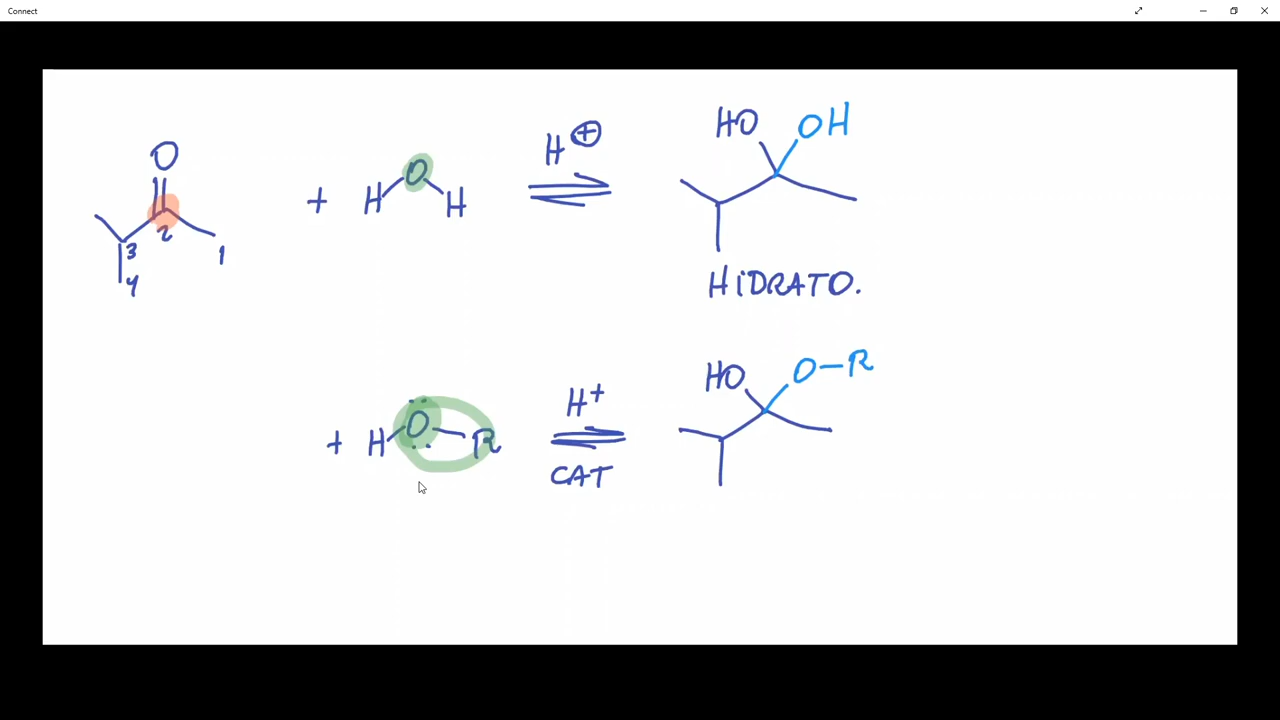 Connect
O
3 2 1
4
+ H O H
H⊕
HO OH
HiDRATO.
+ H O R
H+
CAT
HO O–R